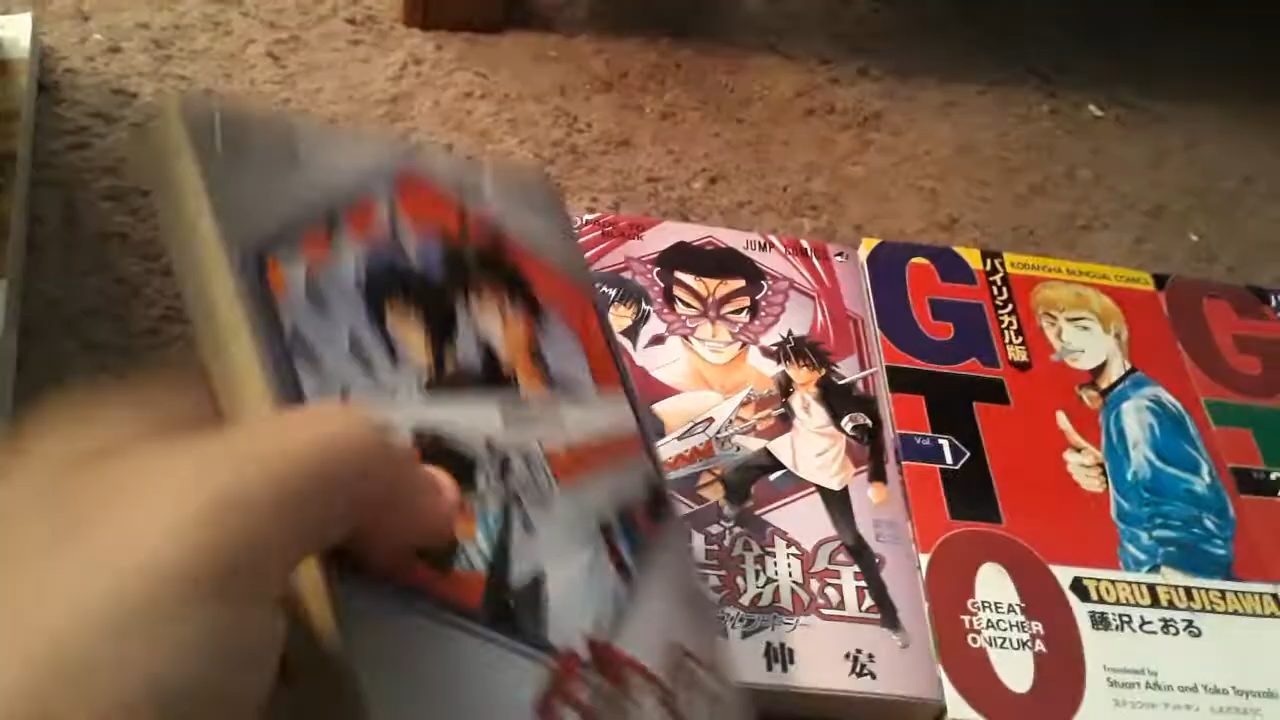 JUMP COMICS
錬金
仲 宏
GTO
バイリンガル版
KODANSHA BILINGUAL COMICS
Vol. 1
GREAT
TEACHER
ONIZUKA
TORU FUJISAWA
藤沢とおる
Translated by
Stuart Atkin and Yoko Toyozaki
G